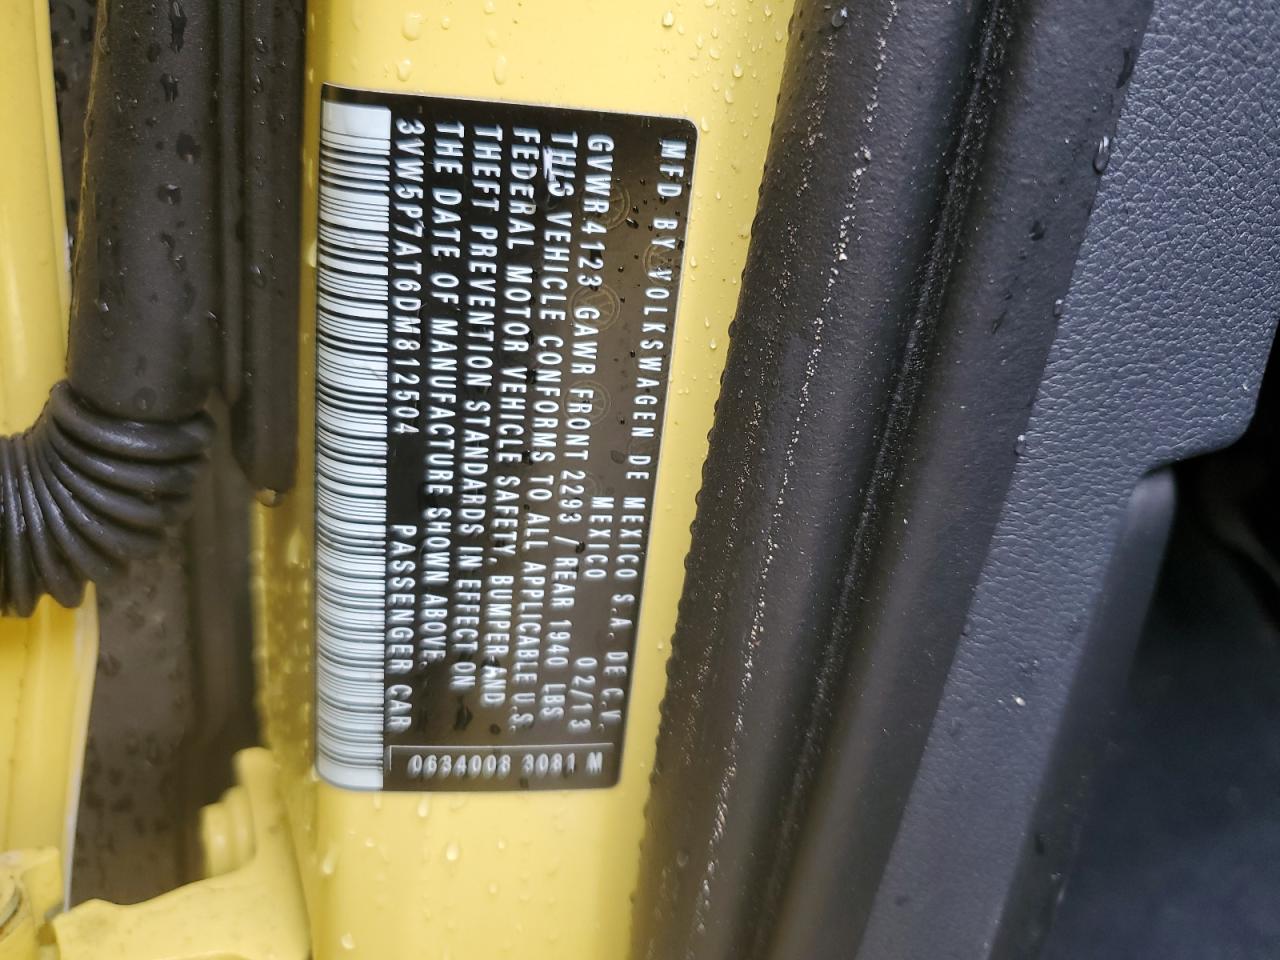 MFD BY VOLKSWAGEN DE MEXICO S.A. DE C.V.
MEXICO 02/13
GVWR 4123 GAWR FRONT 2293 / REAR 1940 LBS
THIS VEHICLE CONFORMS TO ALL APPLICABLE U.S.
FEDERAL MOTOR VEHICLE SAFETY, BUMPER AND
THEFT PREVENTION STANDARDS IN EFFECT ON
THE DATE OF MANUFACTURE SHOWN ABOVE.
3VW5P7AT6DM812504 PASSENGER CAR
0634008 3081 M